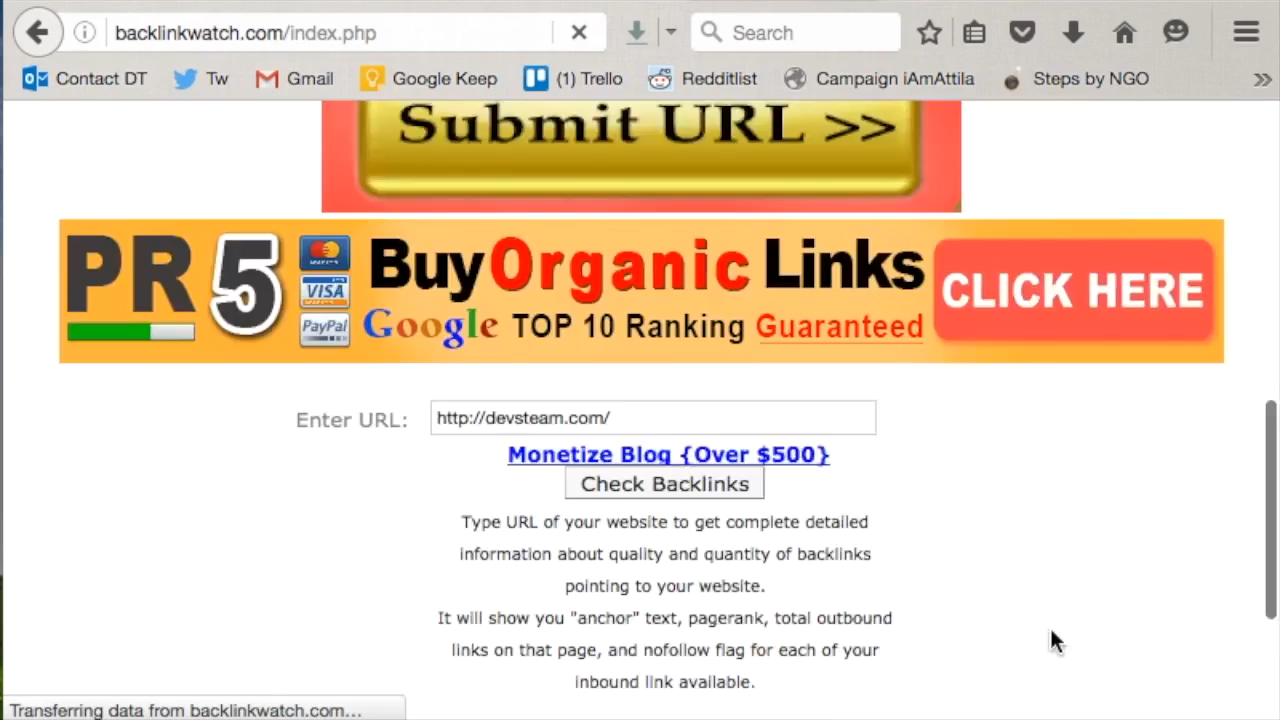 backlinkwatch.com/index.php
Search
Contact DT
Tw
Gmail
Google Keep
(1) Trello
Redditlist
Campaign iAmAttila
Steps by NGO
Submit URL >>
PR 5
VISA
PayPal
Buy Organic Links
Google TOP 10 Ranking Guaranteed
CLICK HERE
Enter URL:
http://devsteam.com/
Monetize Blog {Over $500}
Check Backlinks
Type URL of your website to get complete detailed
information about quality and quantity of backlinks
pointing to your website.
It will show you "anchor" text, pagerank, total outbound
links on that page, and nofollow flag for each of your
inbound link available.
Transferring data from backlinkwatch.com...